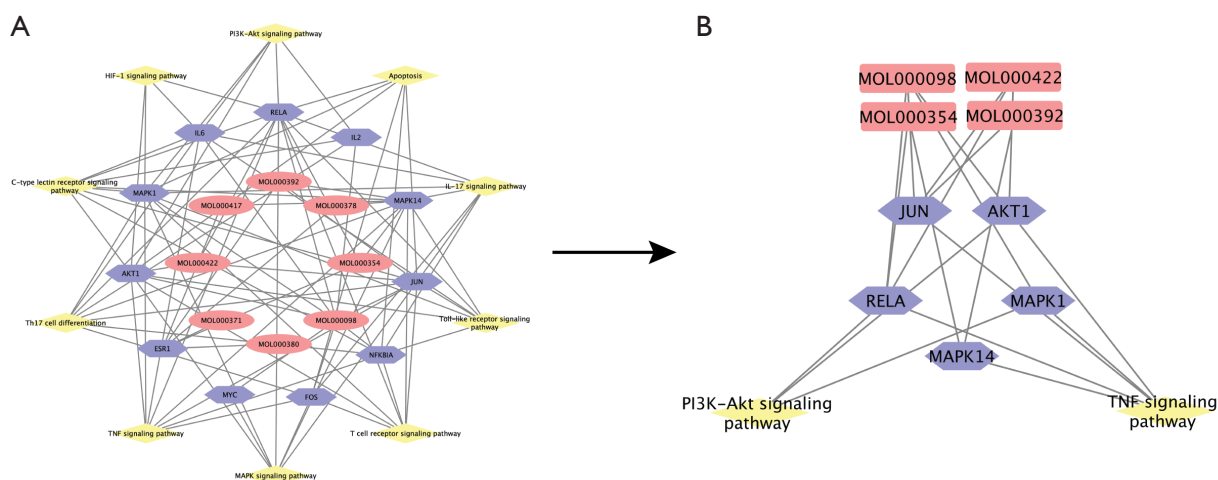 A
PI3K-Akt signaling pathway
HIF-1 signaling pathway
Apoptosis
RELA
IL6
IL2
C-type lectin receptor signaling
pathway
MAPK1
MOL000392
IL-17 signaling pathway
MOL000417
MOL000378
MAPK14
MOL000422
MOL000354
AKT1
JUN
Th17 cell differentiation
MOL000371
MOL000098
Toll-like receptor signaling
pathway
ESR1
MOL000380
NFKBIA
MYC
FOS
TNF signaling pathway
T cell receptor signaling pathway
MAPK signaling pathway
B
MOL000098
MOL000422
MOL000354
MOL000392
JUN
AKT1
RELA
MAPK1
MAPK14
PI3K-Akt signaling
pathway
TNF signaling
pathway